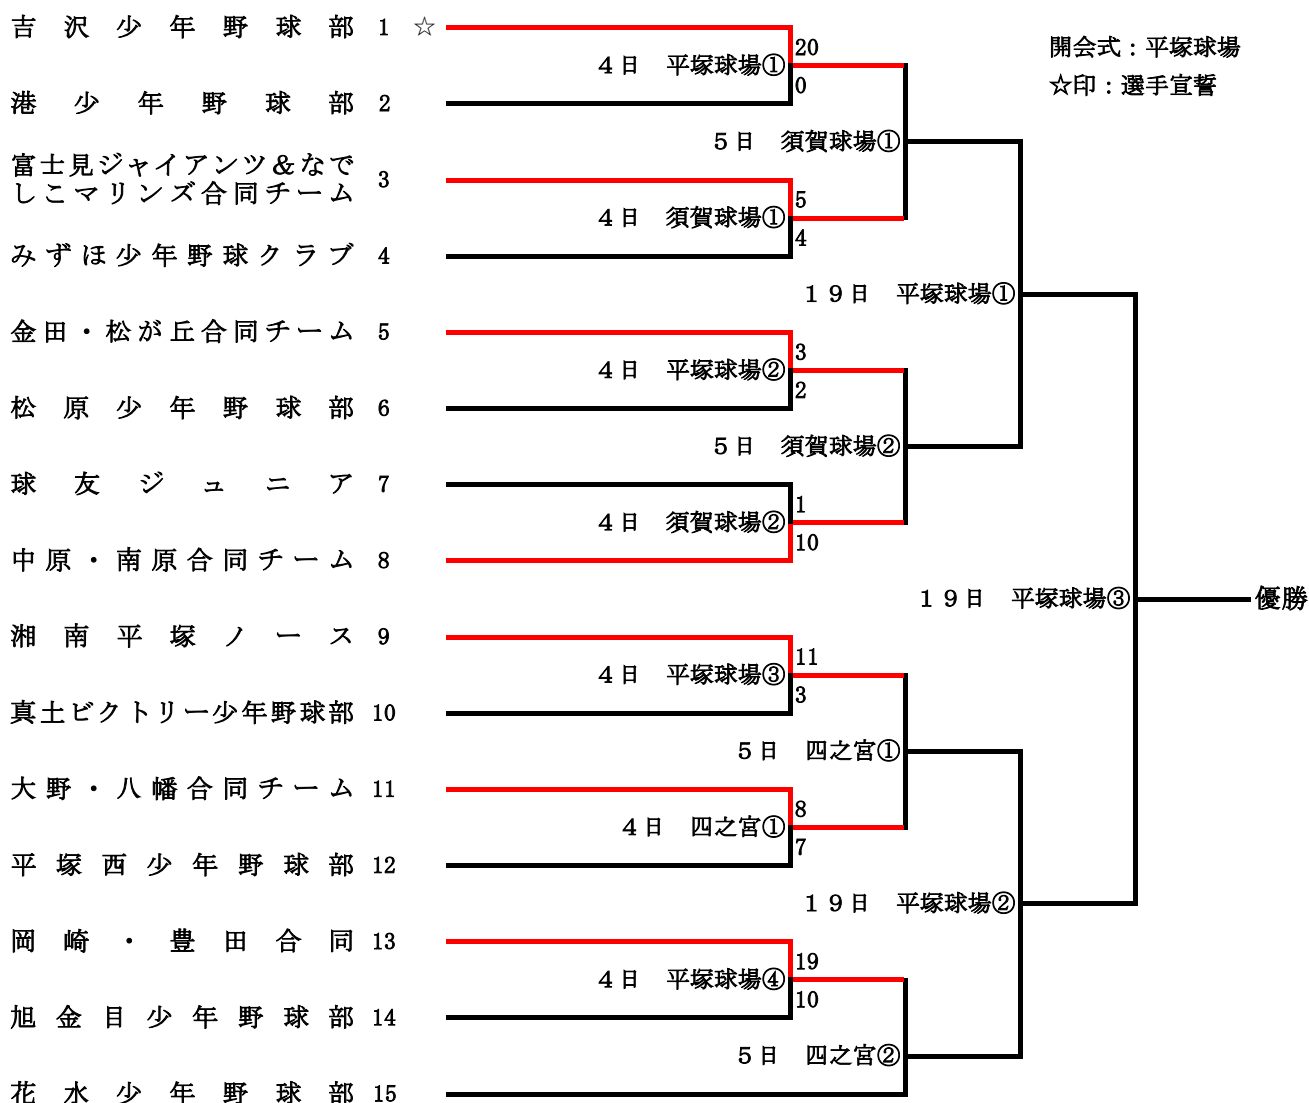 吉沢少年野球部 1 ☆
20
開会式：平塚球場
4日 平塚球場①
0
☆印：選手宣誓
港少年野球部 2
5日 須賀球場①
富士見ジャイアンツ＆なで
しこマリンズ合同チーム 3
5
4日 須賀球場①
4
みずほ少年野球クラブ 4
19日 平塚球場①
金田・松が丘合同チーム 5
3
4日 平塚球場②
2
松原少年野球部 6
5日 須賀球場②
球友ジュニア 7
1
4日 須賀球場②
10
中原・南原合同チーム 8
19日 平塚球場③ 優勝
湘南平塚ノース 9
11
4日 平塚球場③
3
真土ビクトリー少年野球部 10
5日 四之宮①
大野・八幡合同チーム 11
8
4日 四之宮①
7
平塚西少年野球部 12
19日 平塚球場②
岡崎・豊田合同 13
19
4日 平塚球場④
10
旭金目少年野球部 14
5日 四之宮②
花水少年野球部 15